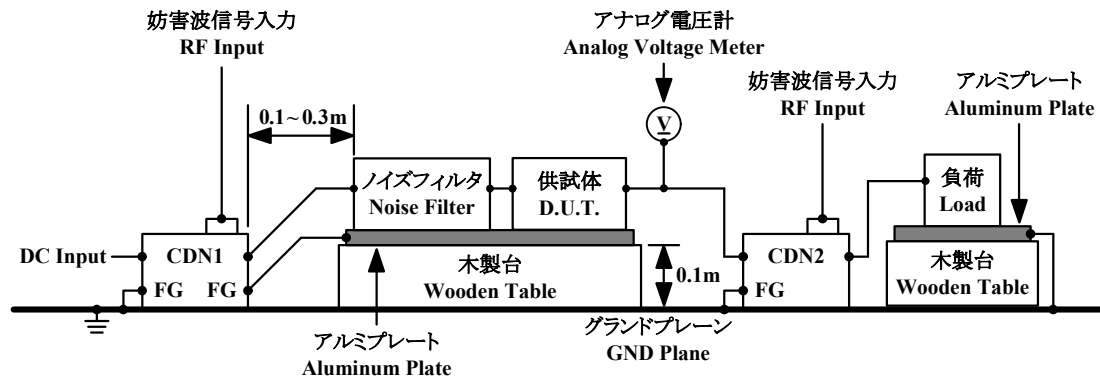 妨害波信号入力
RF Input
アナログ電圧計
Analog Voltage Meter
妨害波信号入力
RF Input
アルミプレート
Aluminum Plate
0.1~0.3m
V
ノイズフィルタ
Noise Filter
供試体
D.U.T.
負荷
Load
DC Input
CDN1
FG
FG
木製台
Wooden Table
0.1m
CDN2
FG
木製台
Wooden Table
アルミプレート
Aluminum Plate
グランドプレーン
GND Plane